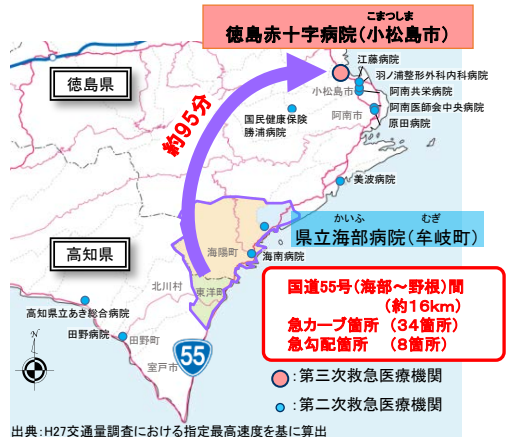 こまつしま
徳島赤十字病院(小松島市)
江藤病院
羽ノ浦整形外科内科病院
徳島県
小松島市
阿南共栄病院
阿南医師会中央病院
阿南市
原田病院
国民健康保険
勝浦病院
約95分
美波病院
かいふ むぎ
県立海部病院(牟岐町)
海陽町
海南病院
高知県
北川村
東洋町
国道55号(海部~野根)間
(約16km)
急カーブ箇所 (34箇所)
急勾配箇所 (8箇所)
高知県立あき総合病院
田野病院
田野町
55
室戸市
N
:第三次救急医療機関
:第二次救急医療機関
出典:H27交通量調査における指定最高速度を基に算出